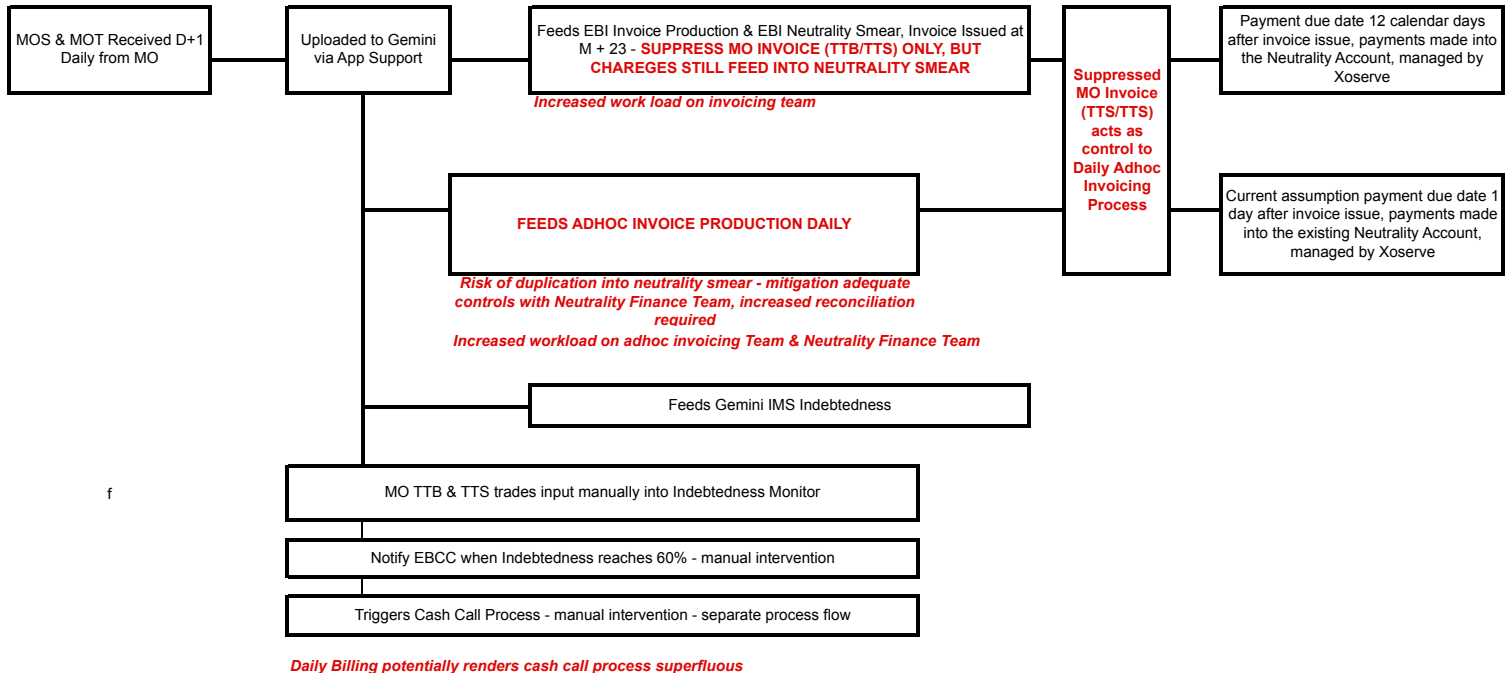 MOS & MOT Received D+1
Daily from MO
Uploaded to Gemini
via App Support
Feeds EBI Invoice Production & EBI Neutrality Smear, Invoice Issued at
M + 23 - SUPPRESS MO INVOICE (TTB/TTS) ONLY, BUT
CHAREGES STILL FEED INTO NEUTRALITY SMEAR
Increased work load on invoicing team
Suppressed
MO Invoice
(TTS/TTS)
acts as
control to
Daily Adhoc
Invoicing
Process
Payment due date 12 calendar days
after invoice issue, payments made into
the Neutrality Account, managed by
Xoserve
FEEDS ADHOC INVOICE PRODUCTION DAILY
Current assumption payment due date 1
day after invoice issue, payments made
into the existing Neutrality Account,
managed by Xoserve
Risk of duplication into neutrality smear - mitigation adequate
controls with Neutrality Finance Team, increased reconciliation
required
Increased workload on adhoc invoicing Team & Neutrality Finance Team
Feeds Gemini IMS Indebtedness
f
MO TTB & TTS trades input manually into Indebtedness Monitor
Notify EBCC when Indebtedness reaches 60% - manual intervention
Triggers Cash Call Process - manual intervention - separate process flow
Daily Billing potentially renders cash call process superfluous